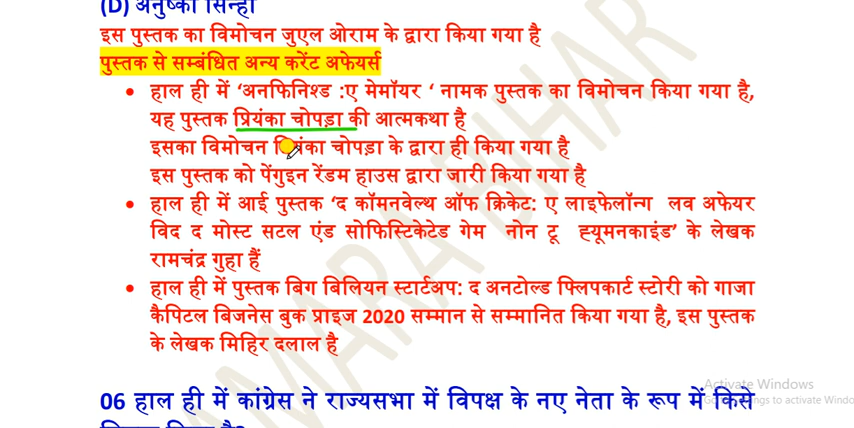 (D) अनुष्का सिन्हा
इस पुस्तक का विमोचन जुएल ओराम के द्वारा किया गया है
पुस्तक से सम्बंधित अन्य करेंट अफेयर्स
• हाल ही में ‘अनफिनिश्ड :ए मेमॉयर ‘ नामक पुस्तक का विमोचन किया गया है,
यह पुस्तक प्रियंका चोपड़ा की आत्मकथा है
इसका विमोचन प्रियंका चोपड़ा के द्वारा ही किया गया है
इस पुस्तक को पेंगुइन रेंडम हाउस द्वारा जारी किया गया है
• हाल ही में आई पुस्तक ‘द कॉमनवेल्थ ऑफ क्रिकेट: ए लाइफेलॉन्ग लव अफेयर
विद द मोस्ट सटल एंड सोफिस्टिकेटेड गेम नोन टू ह्यूमनकाइंड’ के लेखक
रामचंद्र गुहा हैं
• हाल ही में पुस्तक बिग बिलियन स्टार्टअप: द अनटोल्ड फ्लिपकार्ट स्टोरी को गाजा
कैपिटल बिजनेस बुक प्राइज 2020 सम्मान से सम्मानित किया गया है, इस पुस्तक
के लेखक मिहिर दलाल है
Activate Windows
06 हाल ही में कांग्रेस ने राज्यसभा में विपक्ष के नए नेता के रूप में किसे
AMARA BIHAR